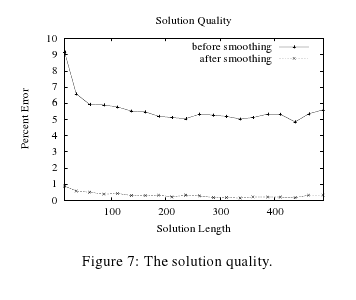 Solution Quality
before smoothing
after smoothing
10
9
8
7
6
5
4
3
2
1
0
Percent Error
100
200
300
400
Solution Length
Figure 7: The solution quality.